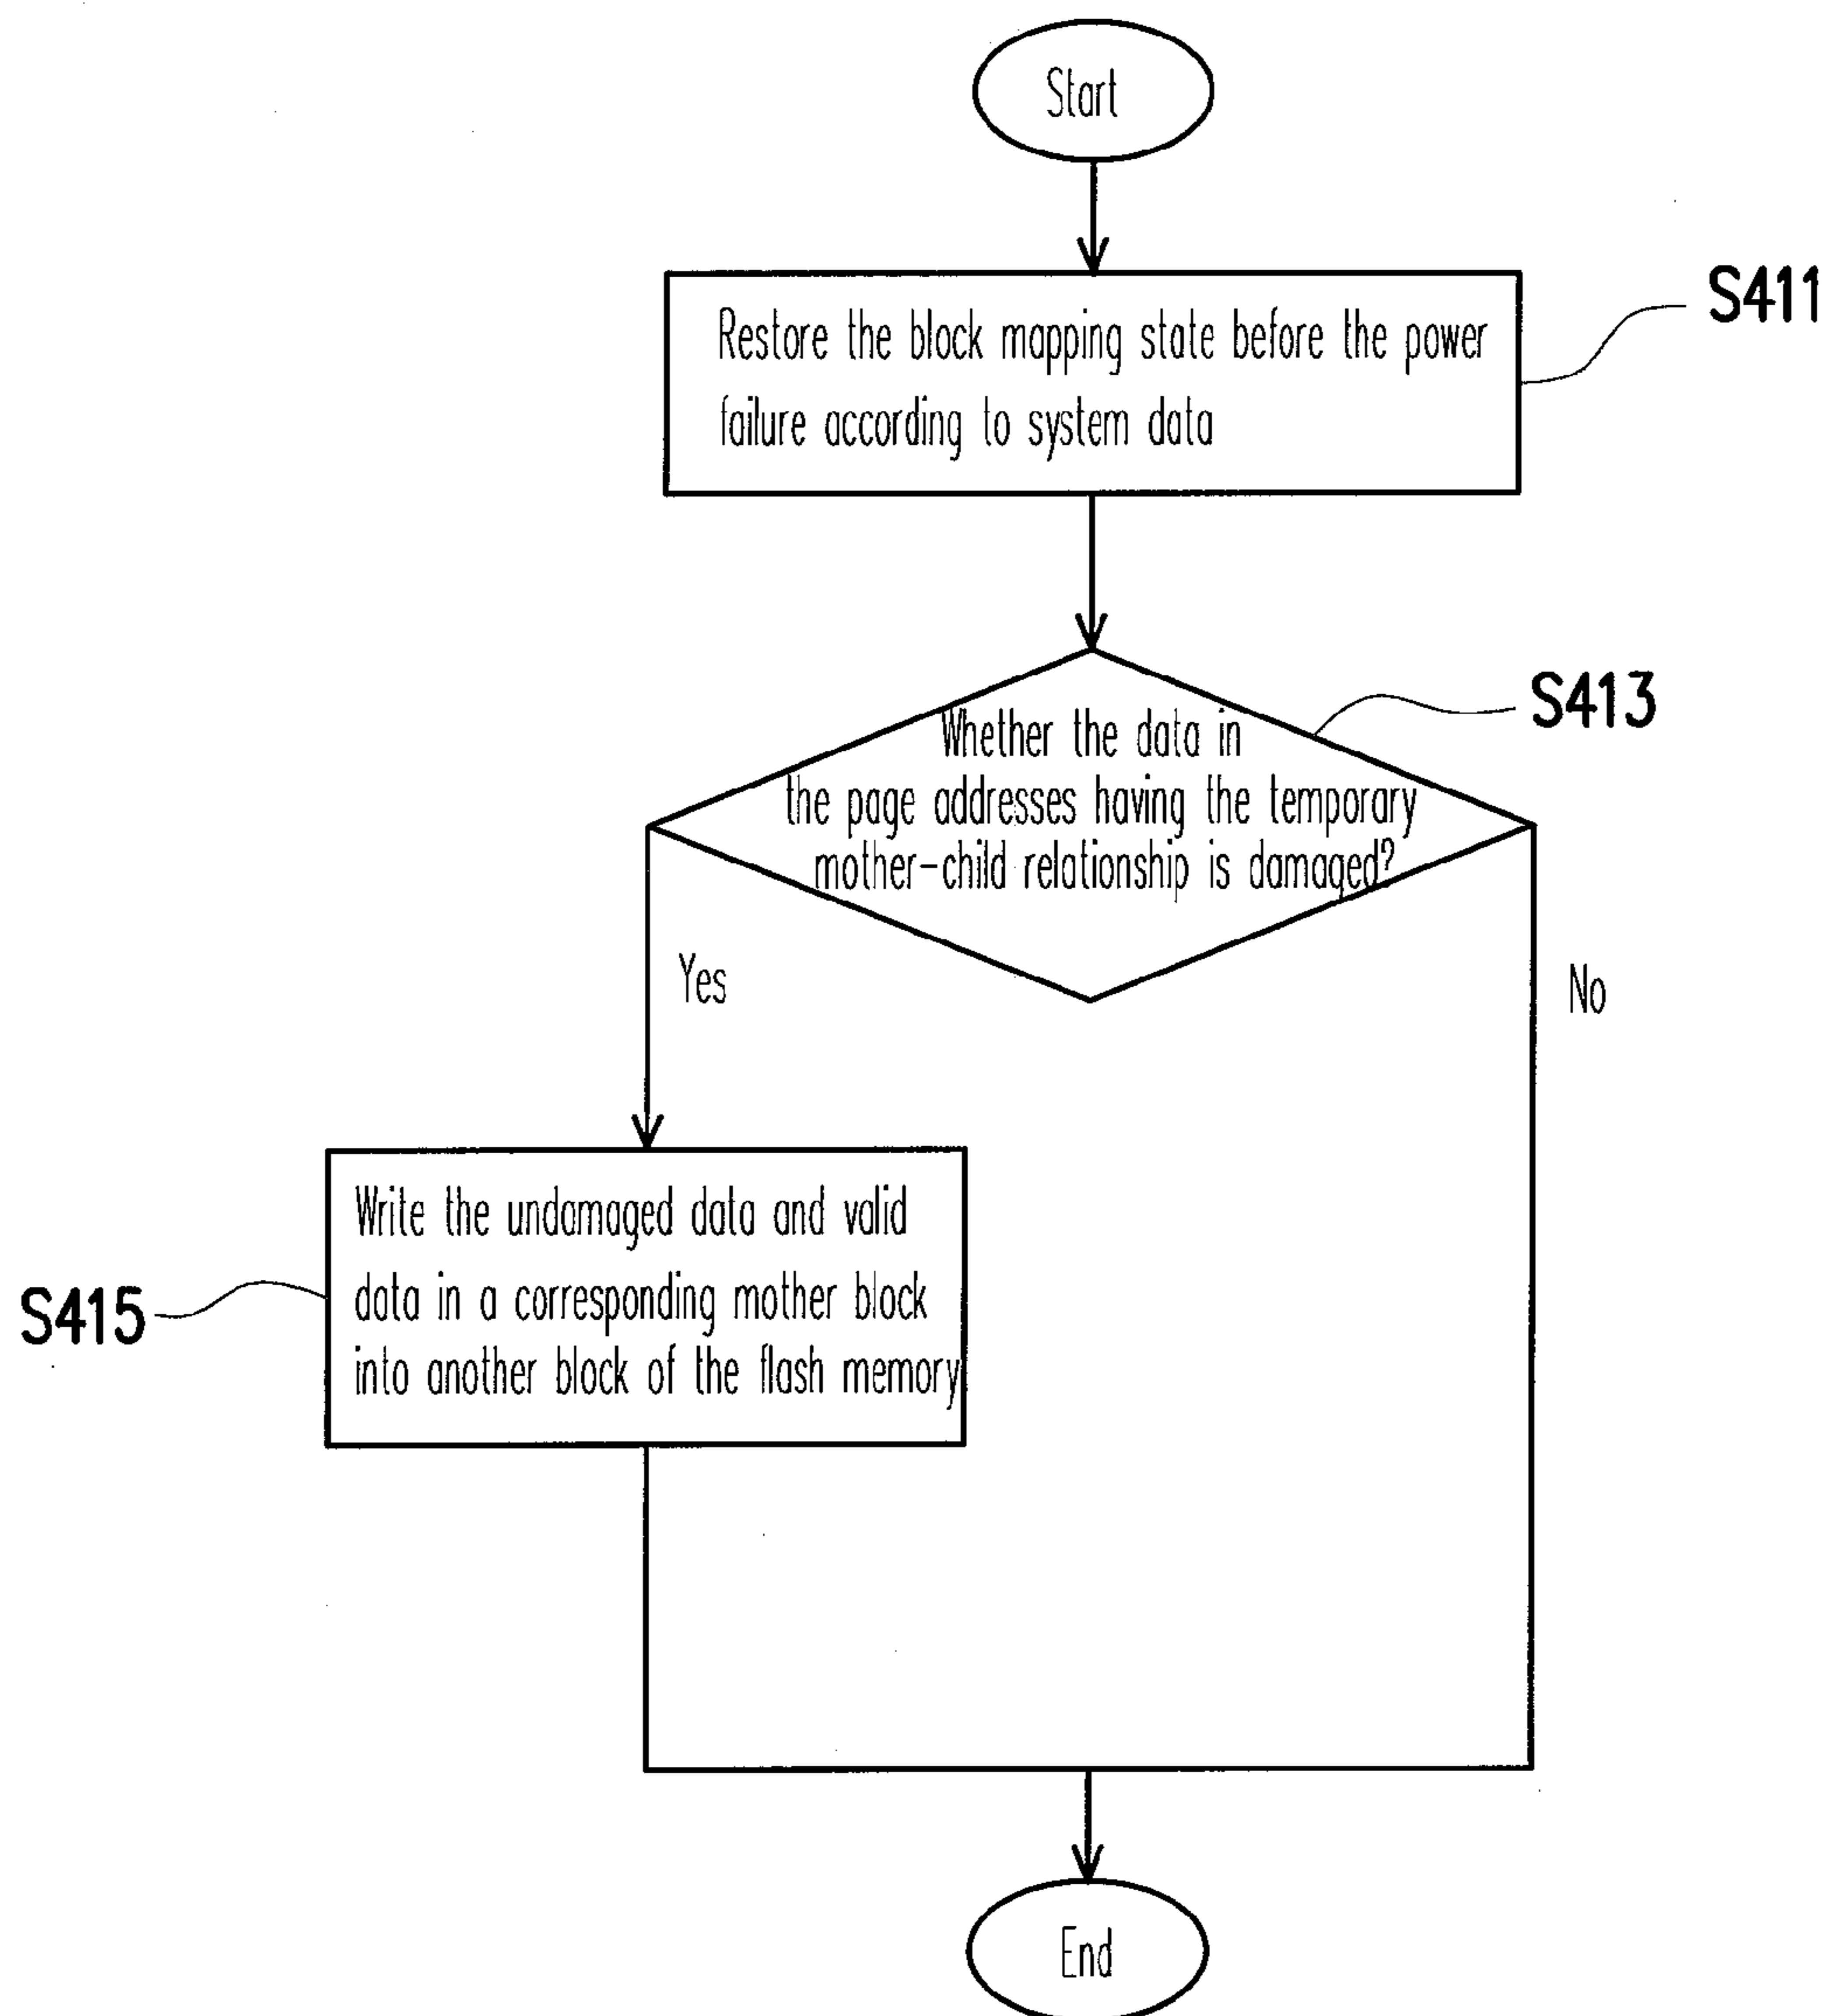 Start
Restore the block mapping state before the power
failure according to system data
S411
Whether the data in
the page addresses having the temporary
mother-child relationship is damaged?
S413
Yes
No
Write the undamaged data and valid
data in a corresponding mother block
into another block of the flash memory
S415
End